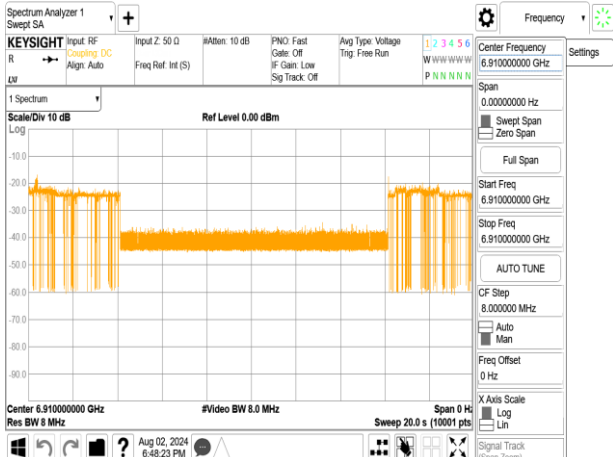 Spectrum Analyzer 1
Swept SA
+
Frequency
KEYSIGHT
R
Input: RF
Coupling: DC
Align: Auto
Input Z: 50 Ω
Freq Ref: Int (S)
#Atten: 10 dB
PNO: Fast
Gate: Off
IF Gain: Low
Sig Track: Off
Avg Type: Voltage
Trig: Free Run
1 2 3 4 5 6
W W W W W W
P N N N N N
Center Frequency
6.910000000 GHz
Settings
Span
0.00000000 Hz
Swept Span
Zero Span
Full Span
Start Freq
6.910000000 GHz
Stop Freq
6.910000000 GHz
AUTO TUNE
CF Step
8.000000 MHz
Auto
Man
Freq Offset
0 Hz
X Axis Scale
Log
Lin
Signal Track
(Span Zoom)
1 Spectrum
Scale/Div 10 dB
Ref Level 0.00 dBm
Log
-10.0
-20.0
-30.0
-40.0
-50.0
-60.0
-70.0
-80.0
-90.0
Center 6.910000000 GHz
#Video BW 8.0 MHz
Span 0 Hz
Res BW 8 MHz
Sweep 20.0 s (10001 pts
?
Aug 02, 2024
6:48:23 PM